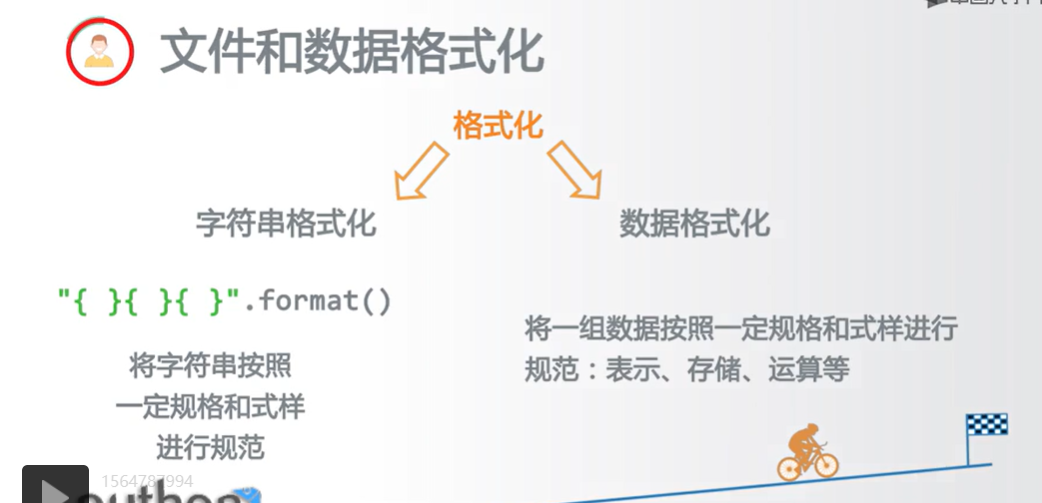 文件和数据格式化
格式化
字符串格式化
数据格式化
"{ }{ }{ }".format()
将字符串按照
一定规格和式样
进行规范
将一组数据按照一定规格和式样进行
规范：表示、存储、运算等
1564787994